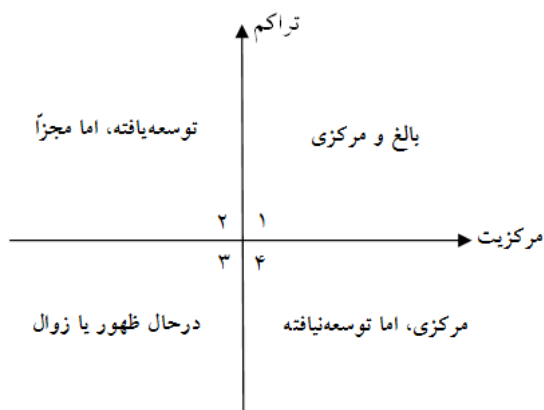 تراکم
بالغ و مرکزی
توسعه‌یافته، اما مجزّا
۱
۲
مرکزیت
۴
۳
مرکزی، اما توسعه‌نیافته
درحال ظهور یا زوال